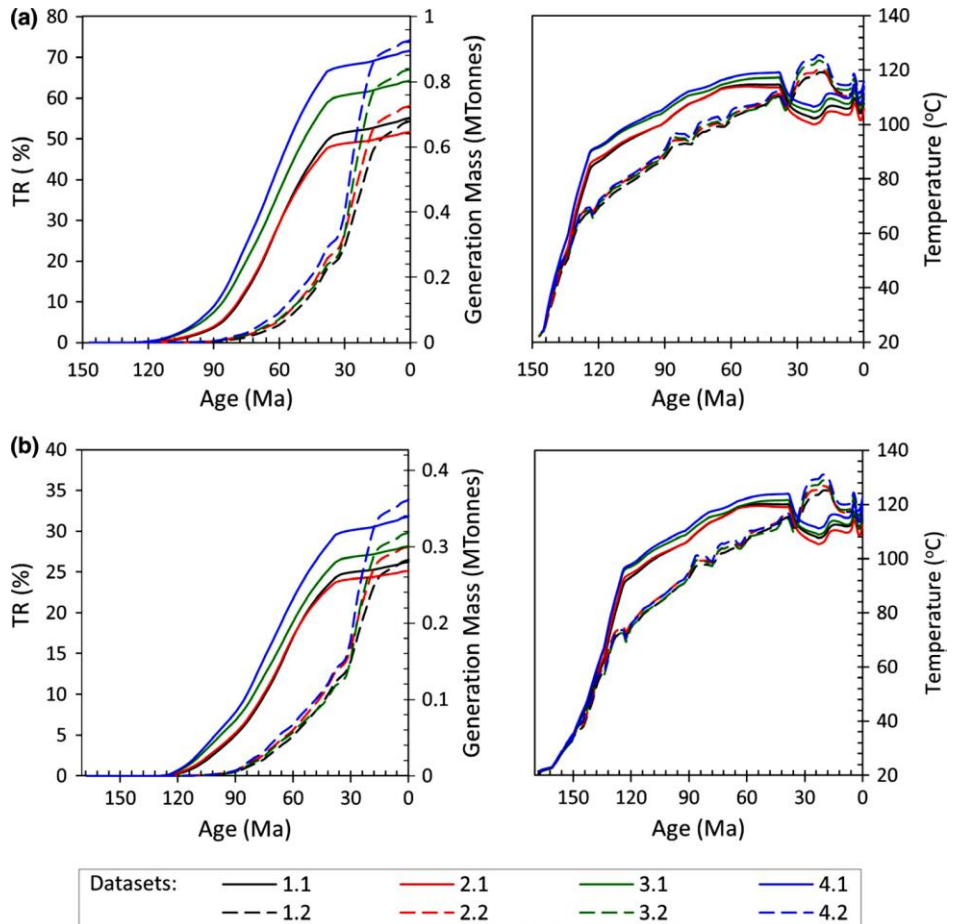 (a)
80
70
60
50
40
30
20
10
0
TR (%)
150 120 90 60 30 0
Age (Ma)
1
0.8
0.6
0.4
0.2
0
Generation Mass (MTonnes)
140
120
100
80
60
40
20
Temperature (°C)
150 120 90 60 30 0
Age (Ma)
(b)
40
35
30
25
20
15
10
5
0
TR (%)
150 120 90 60 30 0
Age (Ma)
0.4
0.3
0.2
0.1
0
Generation Mass (MTonnes)
140
120
100
80
60
40
20
Temperature (°C)
150 120 90 60 30 0
Age (Ma)
Datasets: 1.1 2.1 3.1 4.1
1.2 2.2 3.2 4.2